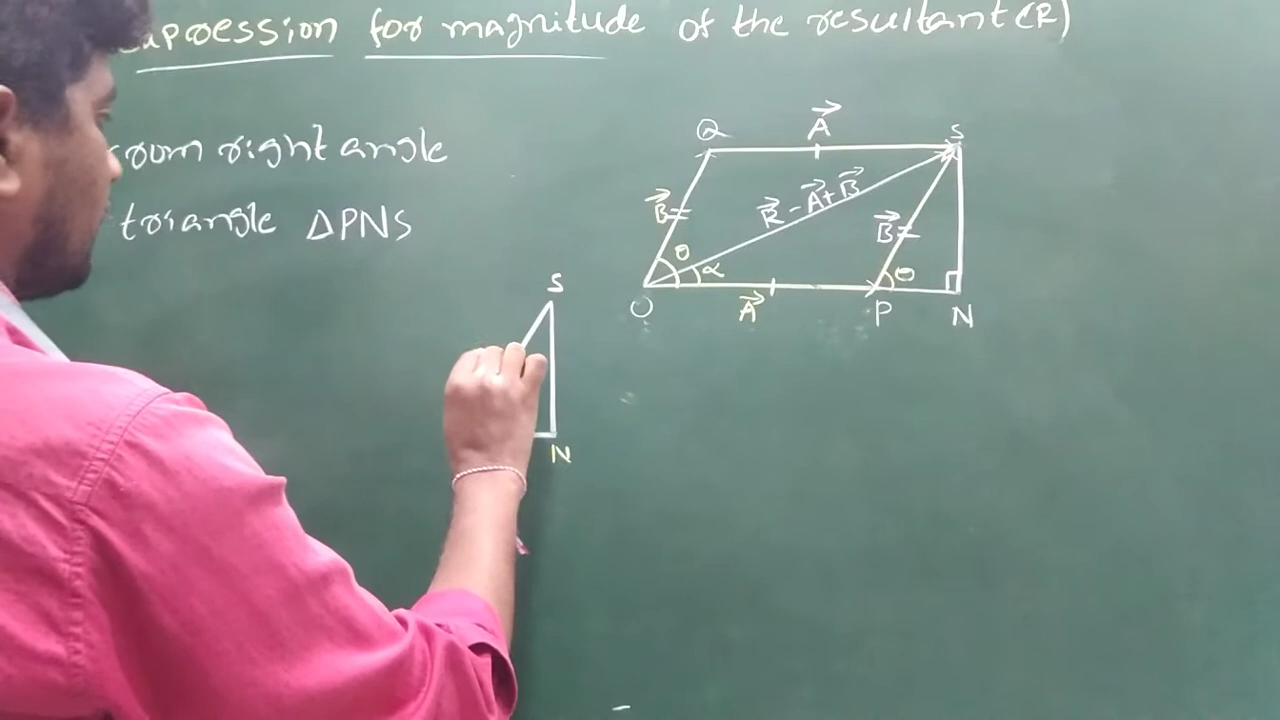 expression for magnitude of the resultant (R)
from right angle
triangle ΔPNS
Q
A⃗
S
B⃗
R⃗ - A⃗+B⃗
B⃗
θ
α
θ
O
A⃗
P
N
S
N